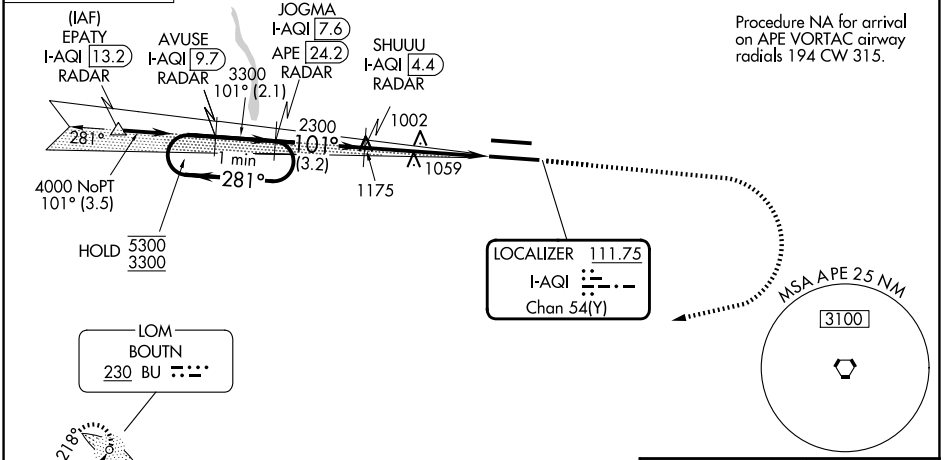 (IAF)
EPATY
I-AQI 13.2
RADAR
AVUSE
I-AQI 9.7
RADAR
3300
101° (2.1)
JOGMA
I-AQI 7.6
APE 24.2
RADAR
SHUUU
I-AQI 4.4
RADAR
Procedure NA for arrival
on APE VORTAC airway
radials 194 CW 315.
281°
2300
101°
(3.2)
1002
1059
1175
1 min
281°
4000 NoPT
101° (3.5)
HOLD 5300
3300
LOCALIZER 111.75
I-AQI
Chan 54(Y)
MSA APE 25 NM
3100
LOM
BOUTN
230 BU
218°